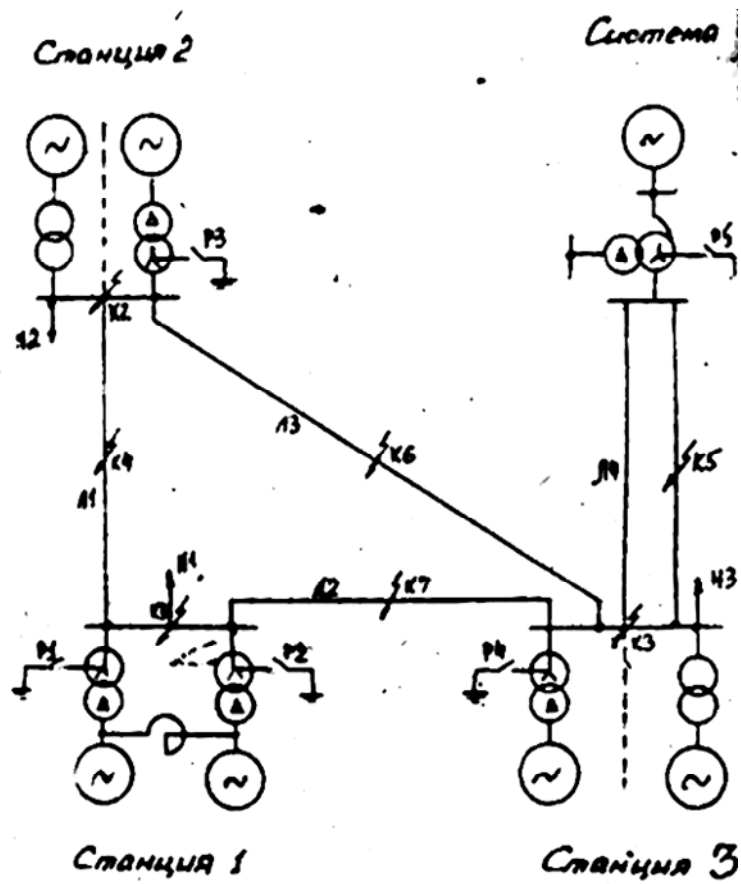 Станция 2
Система
Р3
Р5
К2
Н2
Л3
К6
К4
Л4
К5
Л1
Н1
Л2
К7
Н3
К3
Р1
Р2
Р4
Станция 1
Станция 3